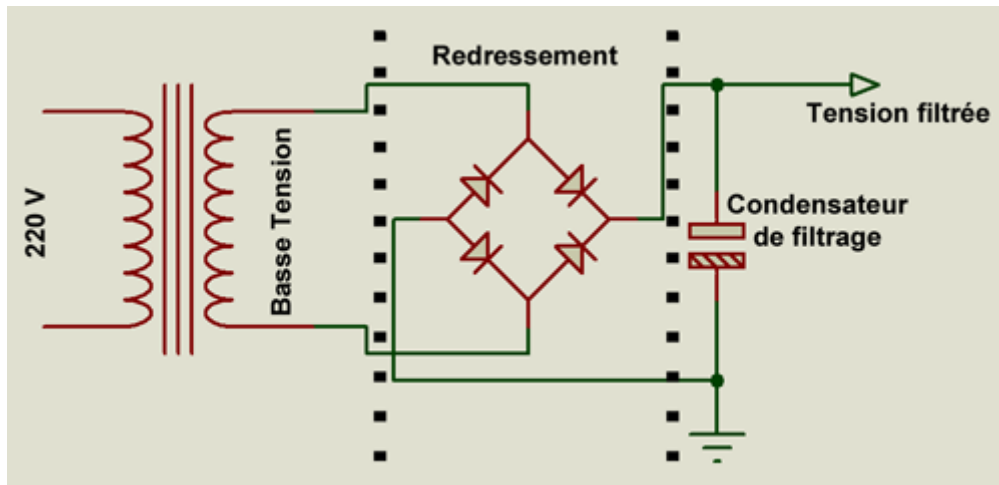 220 V
Basse Tension
Redressement
Tension filtrée
Condensateur
de filtrage